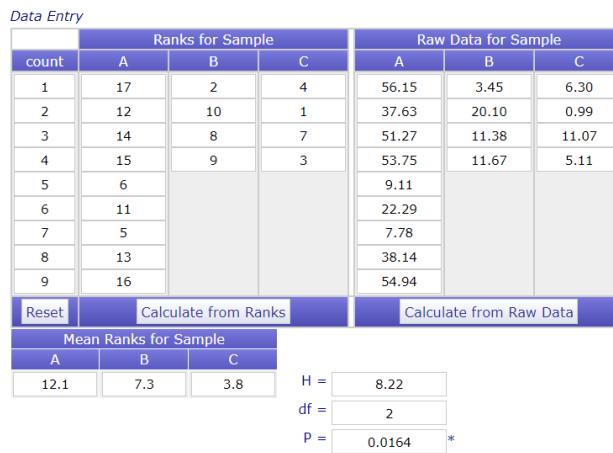 Data Entry
Ranks for Sample Raw Data for Sample
count A B C A B C
1 17 2 4 56.15 3.45 6.30
2 12 10 1 37.63 20.10 0.99
3 14 8 7 51.27 11.38 11.07
4 15 9 3 53.75 11.67 5.11
5 6 9.11
6 11 22.29
7 5 7.78
8 13 38.14
9 16 54.94
Reset Calculate from Ranks Calculate from Raw Data
Mean Ranks for Sample
A B C
12.1 7.3 3.8 H = 8.22
df = 2
P = 0.0164 *